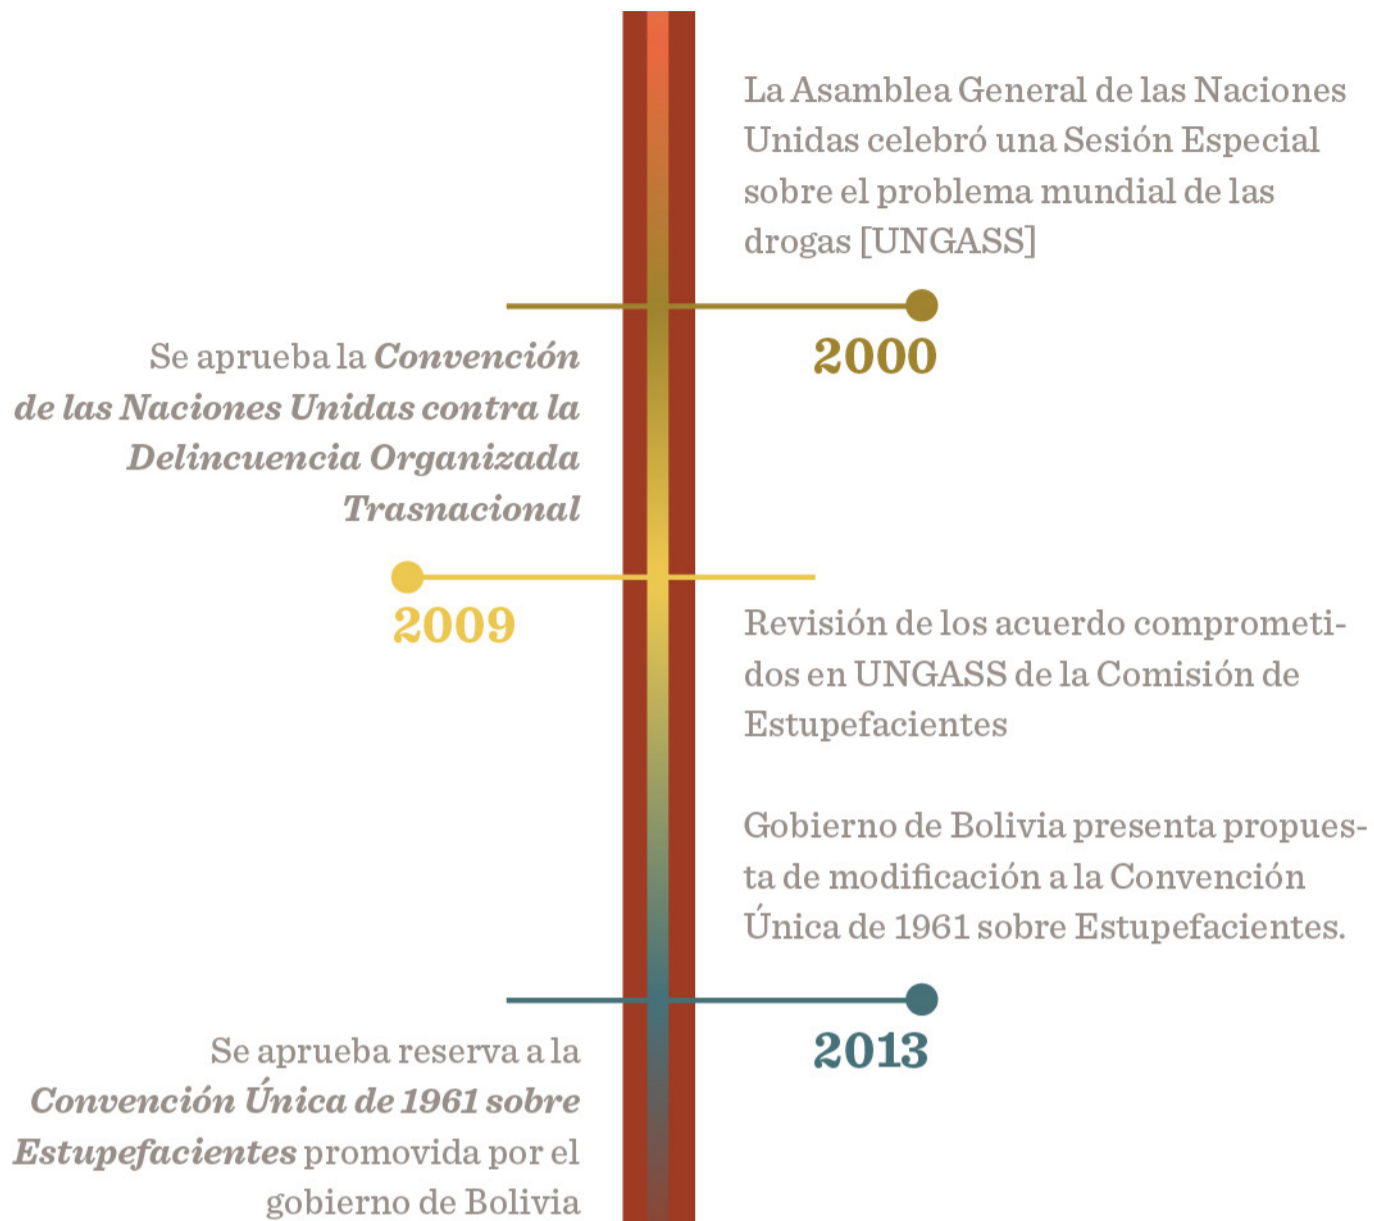 La Asamblea General de las Naciones
Unidas celebró una Sesión Especial
sobre el problema mundial de las
drogas [UNGASS]
2000
Se aprueba la Convención
de las Naciones Unidas contra la
Delincuencia Organizada
Trasnacional
2009
Revisión de los acuerdo comprometi-
dos en UNGASS de la Comisión de
Estupefacientes
Gobierno de Bolivia presenta propues-
ta de modificación a la Convención
Única de 1961 sobre Estupefacientes.
2013
Se aprueba reserva a la
Convención Única de 1961 sobre
Estupefacientes promovida por el
gobierno de Bolivia